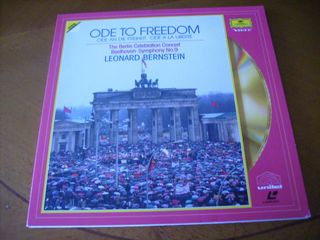 ODE TO FREEDOM
ODE AN DIE FREIHEIT · ODE À LA LIBERTÉ
The Berlin Celebration Concert
Beethoven · Symphony No.9
LEONARD BERNSTEIN
unitel